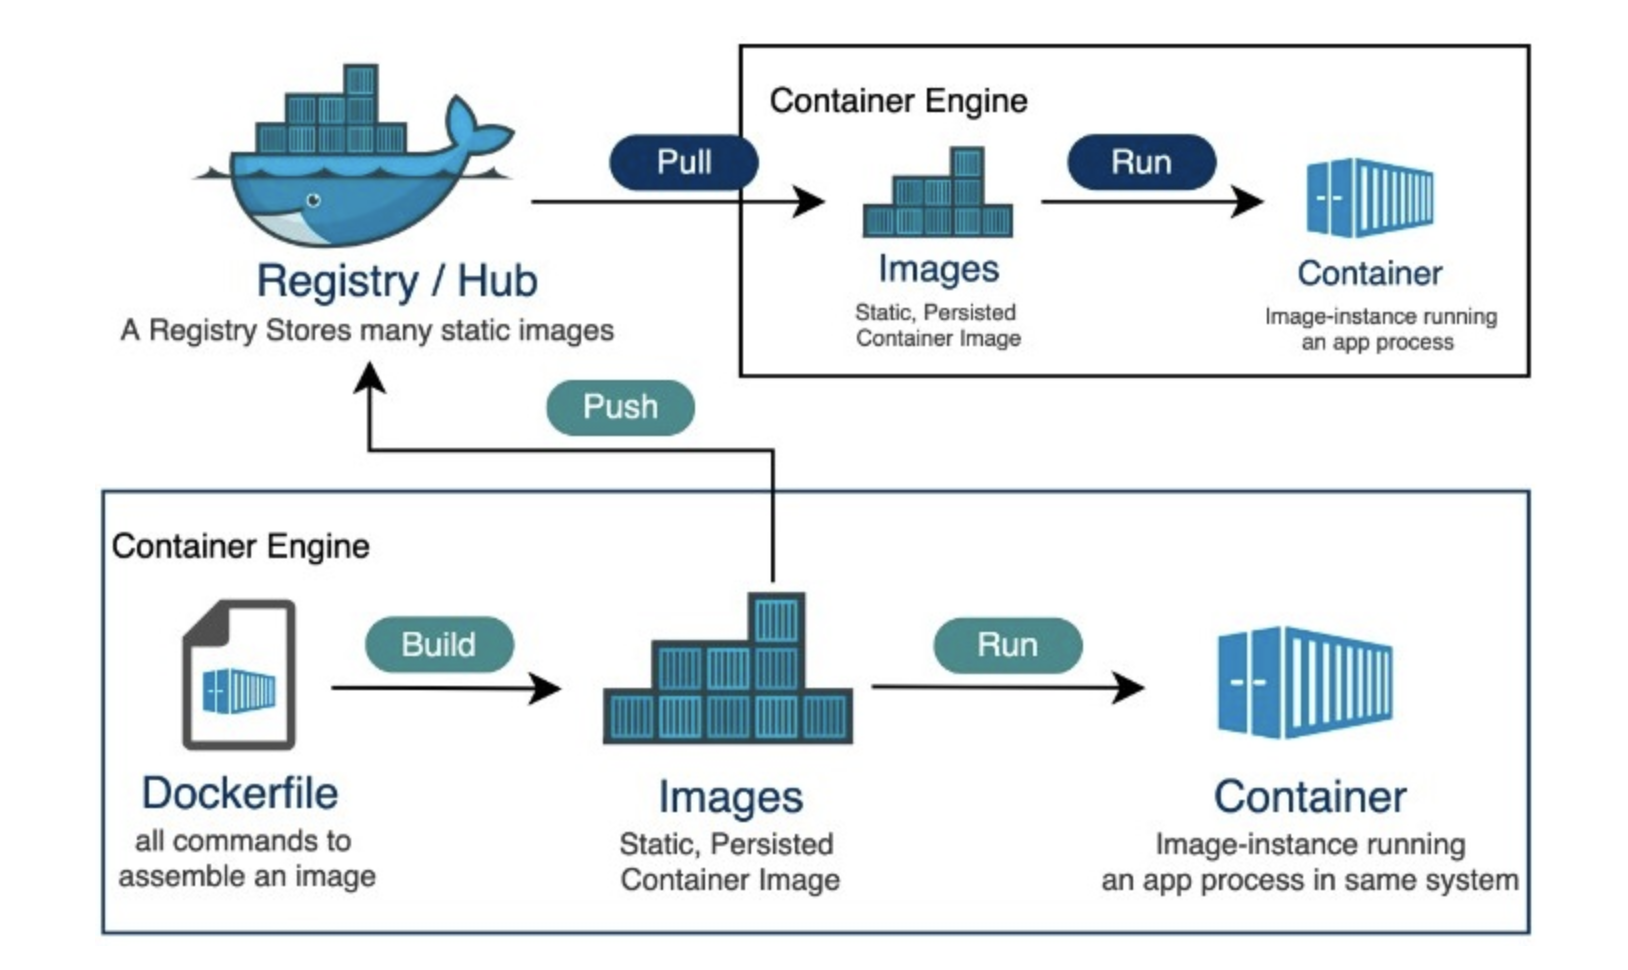 Container Engine
Pull
Run
Registry / Hub
A Registry Stores many static images
Images
Static, Persisted
Container Image
Container
Image-instance running
an app process
Push
Container Engine
Build
Run
Dockerfile
all commands to
assemble an image
Images
Static, Persisted
Container Image
Container
Image-instance running
an app process in same system